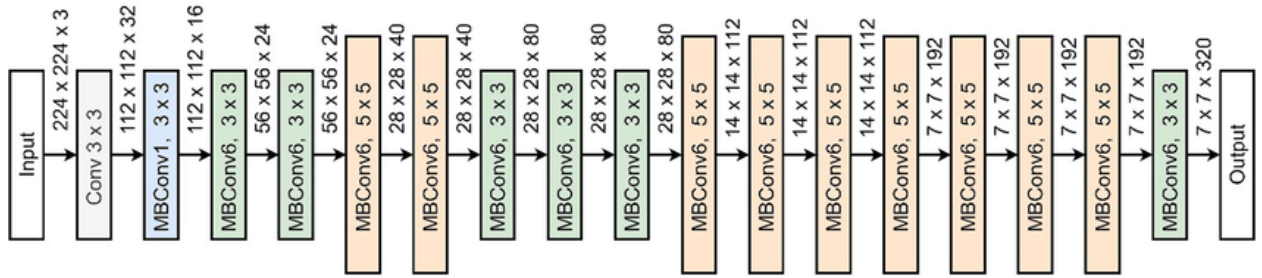 Input
224 x 224 x 3
Conv 3 x 3
112 x 112 x 32
MBConv1, 3 x 3
112 x 112 x 16
MBConv6, 3 x 3
56 x 56 x 24
MBConv6, 3 x 3
56 x 56 x 24
MBConv6, 5 x 5
28 x 28 x 40
MBConv6, 5 x 5
28 x 28 x 40
MBConv6, 3 x 3
28 x 28 x 80
MBConv6, 3 x 3
28 x 28 x 80
MBConv6, 3 x 3
28 x 28 x 80
MBConv6, 5 x 5
14 x 14 x 112
MBConv6, 5 x 5
14 x 14 x 112
MBConv6, 5 x 5
14 x 14 x 112
MBConv6, 5 x 5
7 x 7 x 192
MBConv6, 5 x 5
7 x 7 x 192
MBConv6, 5 x 5
7 x 7 x 192
MBConv6, 5 x 5
7 x 7 x 192
MBConv6, 3 x 3
7 x 7 x 320
Output